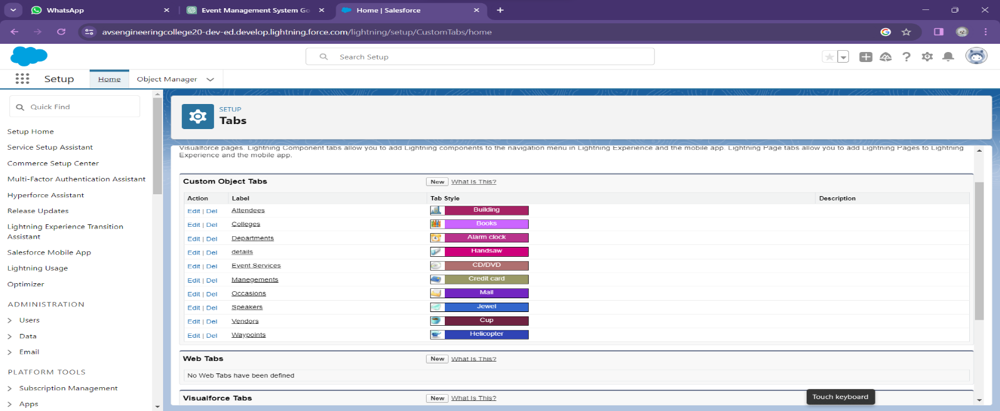 WhatsApp
Event Management System Go
Home | Salesforce
avsengineeringcollege20-dev-ed.develop.lightning.force.com/lightning/setup/CustomTabs/home
Search Setup
Setup
Home
Object Manager
Quick Find
Setup Home
Service Setup Assistant
Commerce Setup Center
Multi-Factor Authentication Assistant
Hyperforce Assistant
Release Updates
Lightning Experience Transition
Assistant
Salesforce Mobile App
Lightning Usage
Optimizer
ADMINISTRATION
Users
Data
Email
PLATFORM TOOLS
Subscription Management
Apps
SETUP
Tabs
Visualforce pages. Lightning Component tabs allow you to add Lightning components to the navigation menu in Lightning Experience and the mobile app. Lightning Page tabs allow you to add Lightning Pages to Lightning
Experience and the mobile app.
Custom Object Tabs New What Is This?
Action Label Tab Style Description
Edit | Del Attendees Building
Edit | Del Colleges Books
Edit | Del Departments Alarm clock
Edit | Del details Handsaw
Edit | Del Event Services CD/DVD
Edit | Del Manegements Credit card
Edit | Del Occasions Mail
Edit | Del Speakers Jewel
Edit | Del Vendors Cup
Edit | Del Waypoints Helicopter
Web Tabs New What Is This?
No Web Tabs have been defined
Visualforce Tabs New What Is This?
Touch keyboard